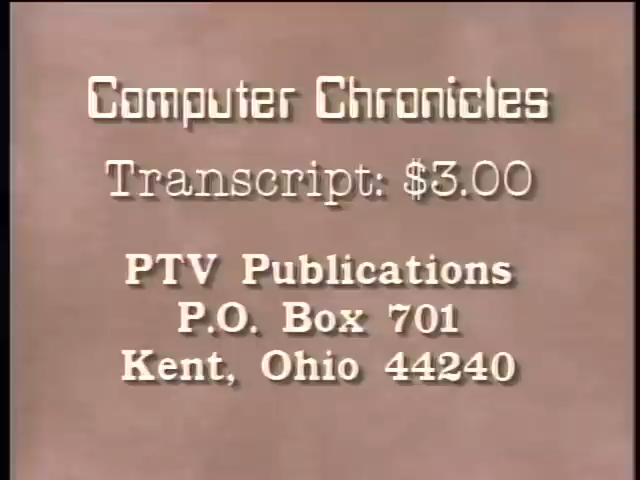 Computer Chronicles
Transcript: $3.00
PTV Publications
P.O. Box 701
Kent, Ohio 44240